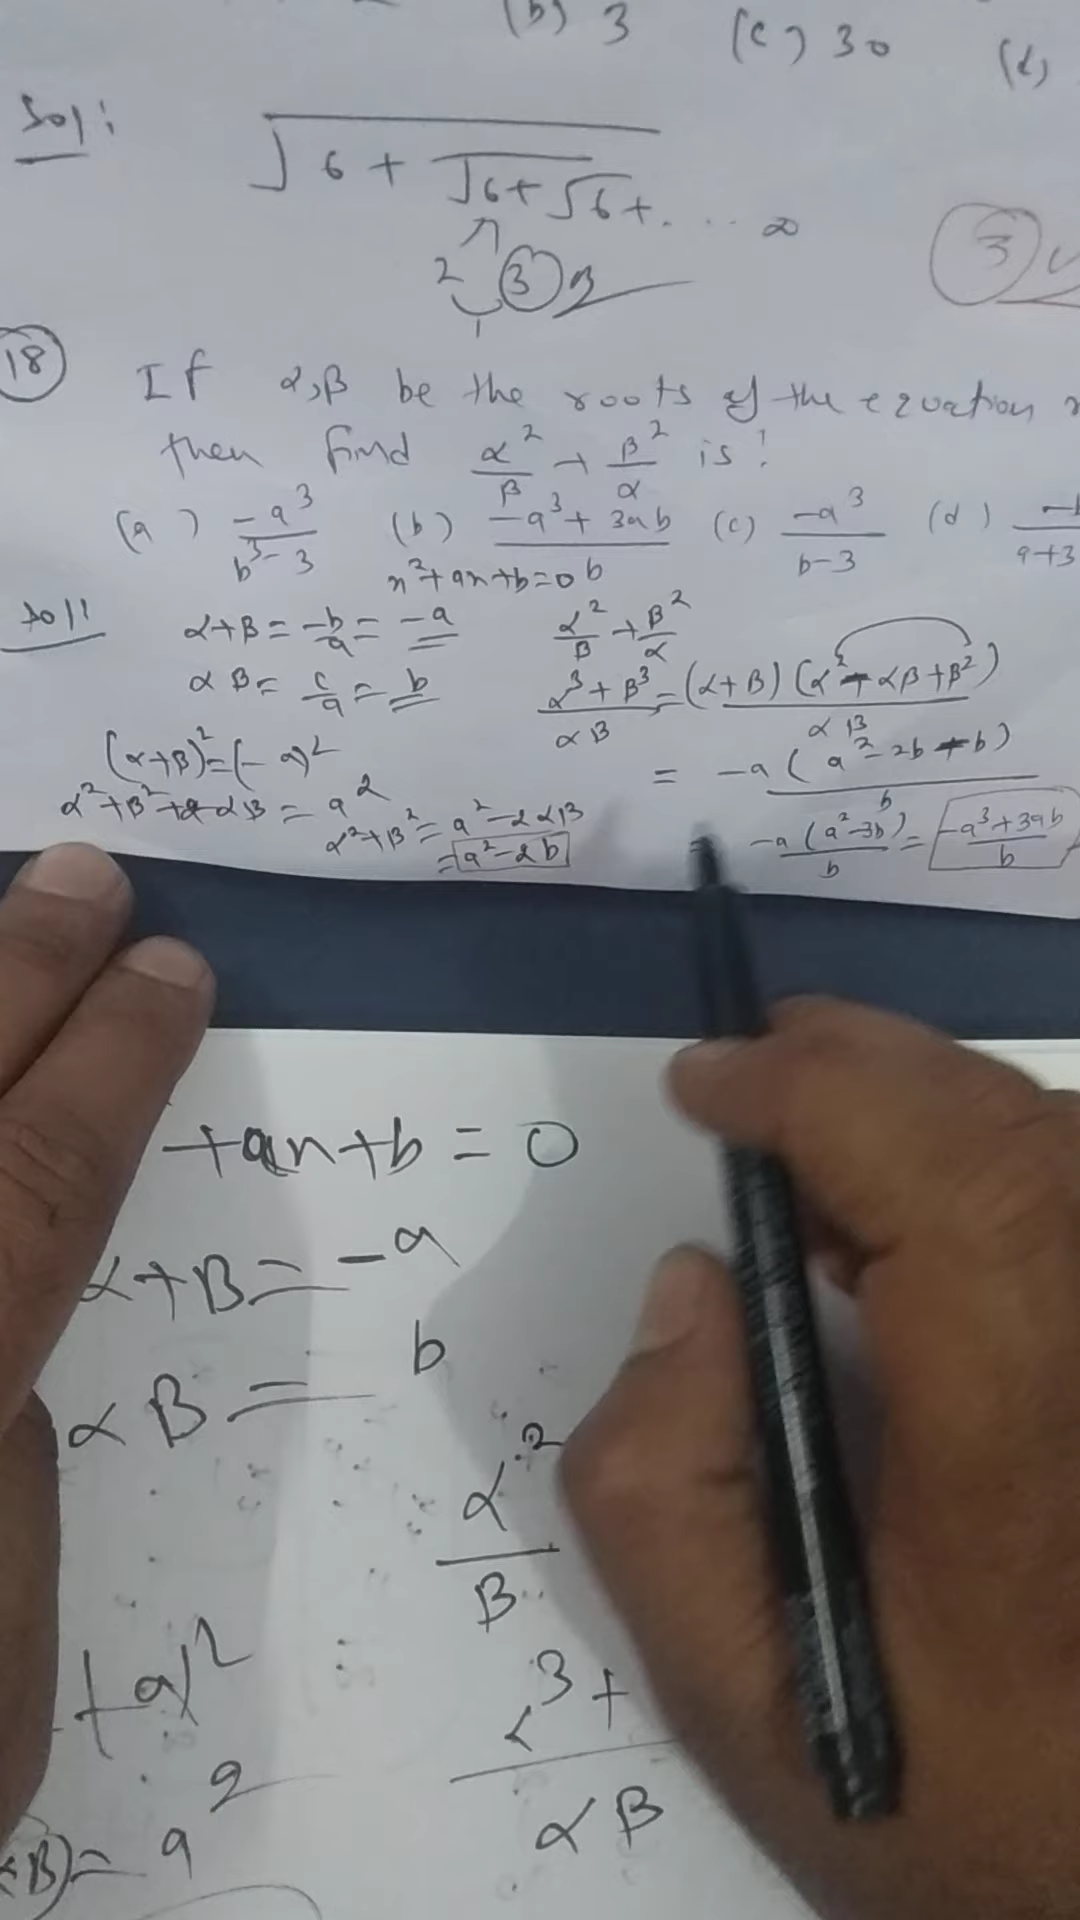 (b) 3 (c) 30 (d)
Sol:
√6 + √6+√6+.... ∞
2 3
3
18 If α,β be the roots of the equation
then find α²/β + β²/α is?
(a) -a³/b³-3 (b) -a³+3ab/b (c) -a³/b-3 (d)
x²+ax+b=0
Sol: α+β = -b/a = -a
αβ = c/a = b
(α+β)² = (-a)²
α²+β²+2αβ = a²
α²+β² = a²-2αβ
= a²-2b
α²/β + β²/α
α³+β³/αβ = (α+β)(α²-αβ+β²)/αβ
= -a(a²-2b-b)/b
= -a(a²-3b)/b = -a³+3ab/b
+ax+b=0
α+β = -a
αβ = b
α²/β
α³+/αβ
a)²
β) = a²